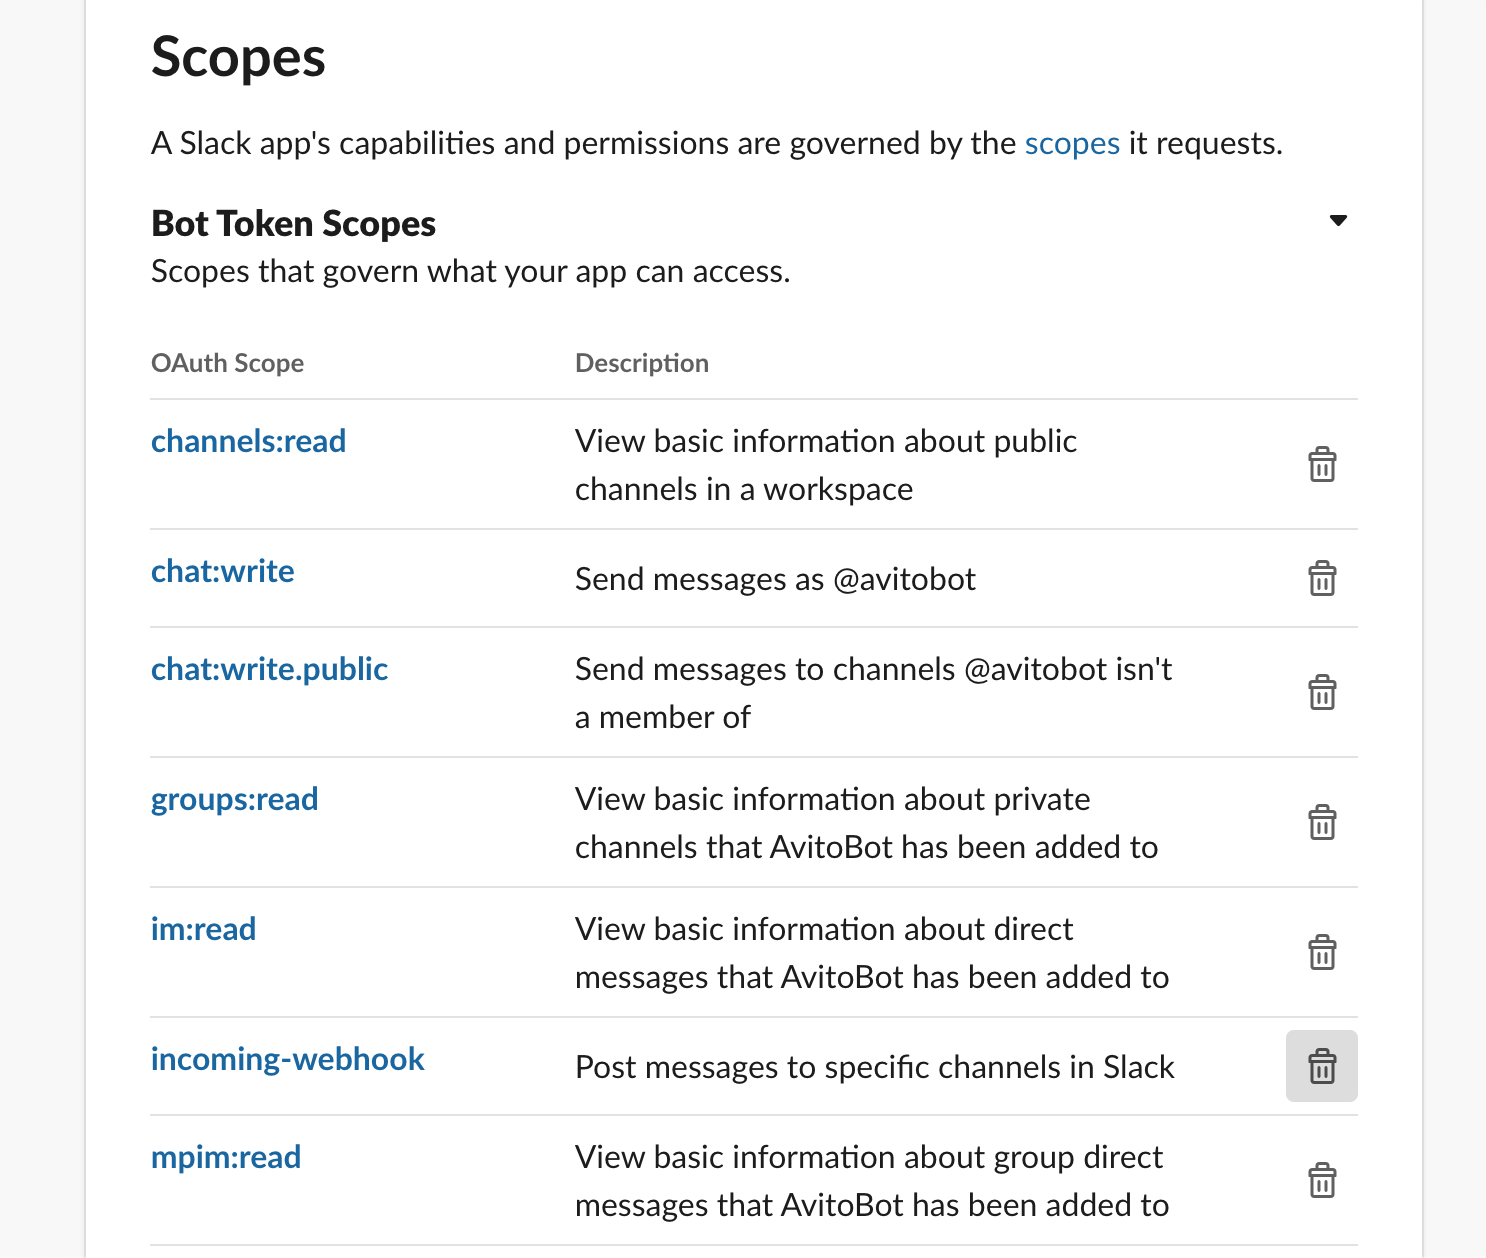 Scopes
A Slack app's capabilities and permissions are governed by the scopes it requests.
Bot Token Scopes
Scopes that govern what your app can access.
OAuth Scope Description
channels:read View basic information about public
channels in a workspace
chat:write Send messages as @avitobot
chat:write.public Send messages to channels @avitobot isn't
a member of
groups:read View basic information about private
channels that AvitoBot has been added to
im:read View basic information about direct
messages that AvitoBot has been added to
incoming-webhook Post messages to specific channels in Slack
mpim:read View basic information about group direct
messages that AvitoBot has been added to